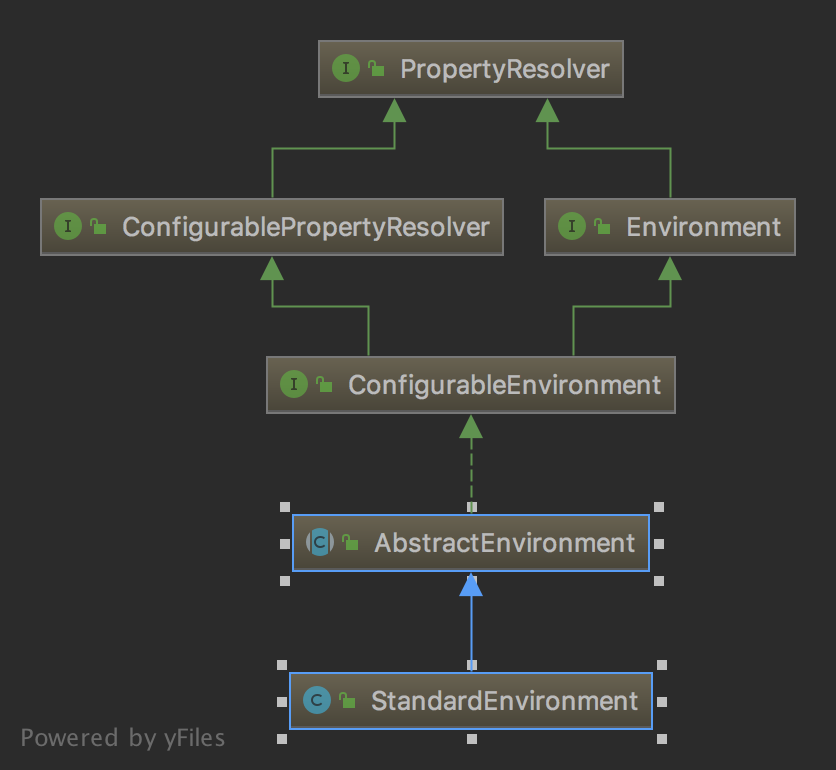 I PropertyResolver
I ConfigurablePropertyResolver
I Environment
I ConfigurableEnvironment
C AbstractEnvironment
C StandardEnvironment
Powered by yFiles